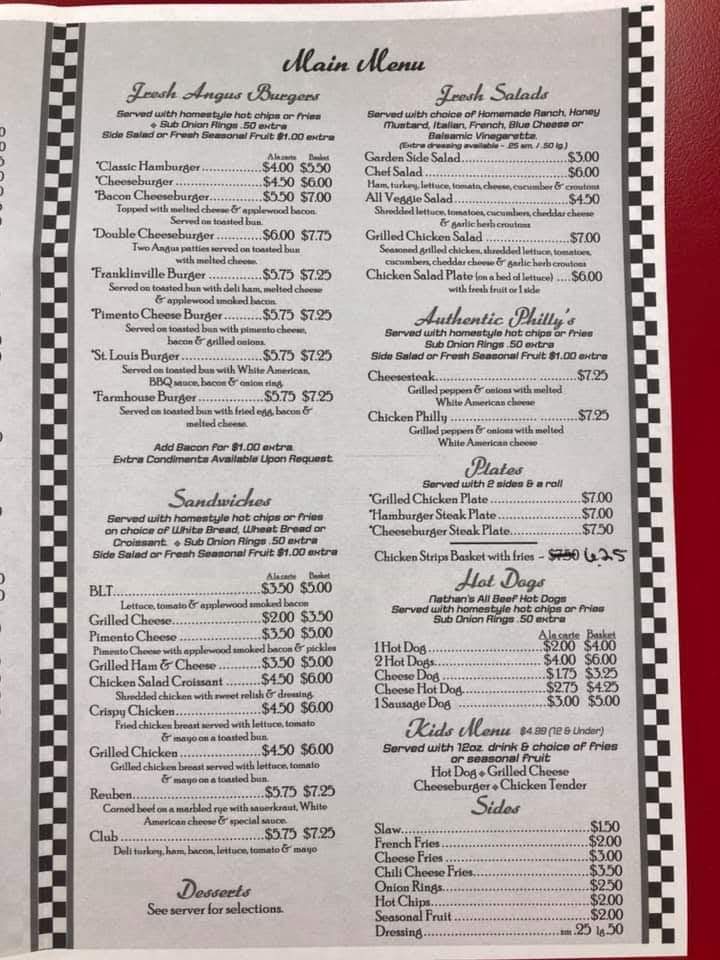 Main Menu
Fresh Angus Burgers
Served with homestyle hot chips or fries
◆ Sub Onion Rings .50 extra
Side Salad or Fresh Seasonal Fruit $1.00 extra
A la carte Basket
*Classic Hamburger..............$4.00 $5.50
*Cheeseburger....................$4.50 $6.00
*Bacon Cheeseburger............$5.50 $7.00
Topped with melted cheese & applewood bacon.
Served on toasted bun.
*Double Cheeseburger..........$6.00 $7.75
Two Angus patties served on toasted bun
with melted cheese.
*Franklinville Burger............$5.75 $7.25
Served on toasted bun with deli ham, melted cheese
& applewood smoked bacon.
*Pimento Cheese Burger........$5.75 $7.25
Served on toasted bun with pimento cheese,
bacon & grilled onions.
*St. Louis Burger..................$5.75 $7.25
Served on toasted bun with White American,
BBQ sauce, bacon & onion ring.
*Farmhouse Burger..............$5.75 $7.25
Served on toasted bun with fried egg, bacon &
melted cheese.
Add Bacon for $1.00 extra
Extra Condiments Available Upon Request
Sandwiches
Served with homestyle hot chips or fries
on choice of White Bread, Wheat Bread or
Croissant ◆ Sub Onion Rings .50 extra
Side Salad or Fresh Seasonal Fruit $1.00 extra
A la carte Basket
BLT..............................$3.50 $5.00
Lettuce, tomato & applewood smoked bacon
Grilled Cheese..................$2.00 $3.50
Pimento Cheese................$3.50 $5.00
Pimento Cheese with applewood smoked bacon & pickles
Grilled Ham & Cheese.........$3.50 $5.00
Chicken Salad Croissant.......$4.50 $6.00
Shredded chicken with sweet relish & dressing.
Crispy Chicken..................$4.50 $6.00
Fried chicken breast served with lettuce, tomato
& mayo on a toasted bun.
Grilled Chicken.................$4.50 $6.00
Grilled chicken breast served with lettuce, tomato
& mayo on a toasted bun.
Reuben..........................$5.75 $7.25
Corned beef on a marbled rye with sauerkraut, White
American cheese & special sauce.
Club.............................$5.75 $7.25
Deli turkey, ham, bacon, lettuce, tomato & mayo
Desserts
See server for selections.
Fresh Salads
Served with choice of Homemade Ranch, Honey
Mustard, Italian, French, Blue Cheese or
Balsamic Vinegarette.
(Extra dressing available - .25 sm. / .50 lg.)
Garden Side Salad......................$3.00
Chef Salad..............................$6.00
Ham, turkey, lettuce, tomato, cheese, cucumber & croutons
All Veggie Salad........................$4.50
Shredded lettuce, tomatoes, cucumbers, cheddar cheese
& garlic herb croutons
Grilled Chicken Salad..................$7.00
Seasoned grilled chicken, shredded lettuce, tomatoes,
cucumbers, cheddar cheese & garlic herb croutons
Chicken Salad Plate (on a bed of lettuce) ....$6.00
with fresh fruit or 1 side
Authentic Philly's
Served with homestyle hot chips or fries
Sub Onion Rings .50 extra
Side Salad or Fresh Seasonal Fruit $1.00 extra
Cheesesteak............................$7.25
Grilled peppers & onions with melted
White American cheese
Chicken Philly..........................$7.25
Grilled peppers & onions with melted
White American cheese
Plates
Served with 2 sides & a roll
*Grilled Chicken Plate..................$7.00
*Hamburger Steak Plate.................$7.00
*Cheeseburger Steak Plate..............$7.50
Chicken Strips Basket with fries - $7.50 6.25
Hot Dogs
Nathan's All Beef Hot Dogs
Served with homestyle hot chips or fries
Sub Onion Rings .50 extra
A la carte Basket
1 Hot Dog.......................$2.00 $4.00
2 Hot Dogs......................$4.00 $6.00
Cheese Dog.....................$1.75 $3.25
Cheese Hot Dog.................$2.75 $4.25
1 Sausage Dog..................$3.00 $5.00
Kids Menu $4.99 (12 & Under)
Served with 12oz. drink & choice of fries
or seasonal fruit
Hot Dog ◆ Grilled Cheese
Cheeseburger ◆ Chicken Tender
Sides
Slaw....................................$1.50
French Fries............................$2.00
Cheese Fries............................$3.00
Chili Cheese Fries......................$3.50
Onion Rings.............................$2.50
Hot Chips...............................$2.00
Seasonal Fruit..........................$2.00
Dressing..........................sm .25 lg .50